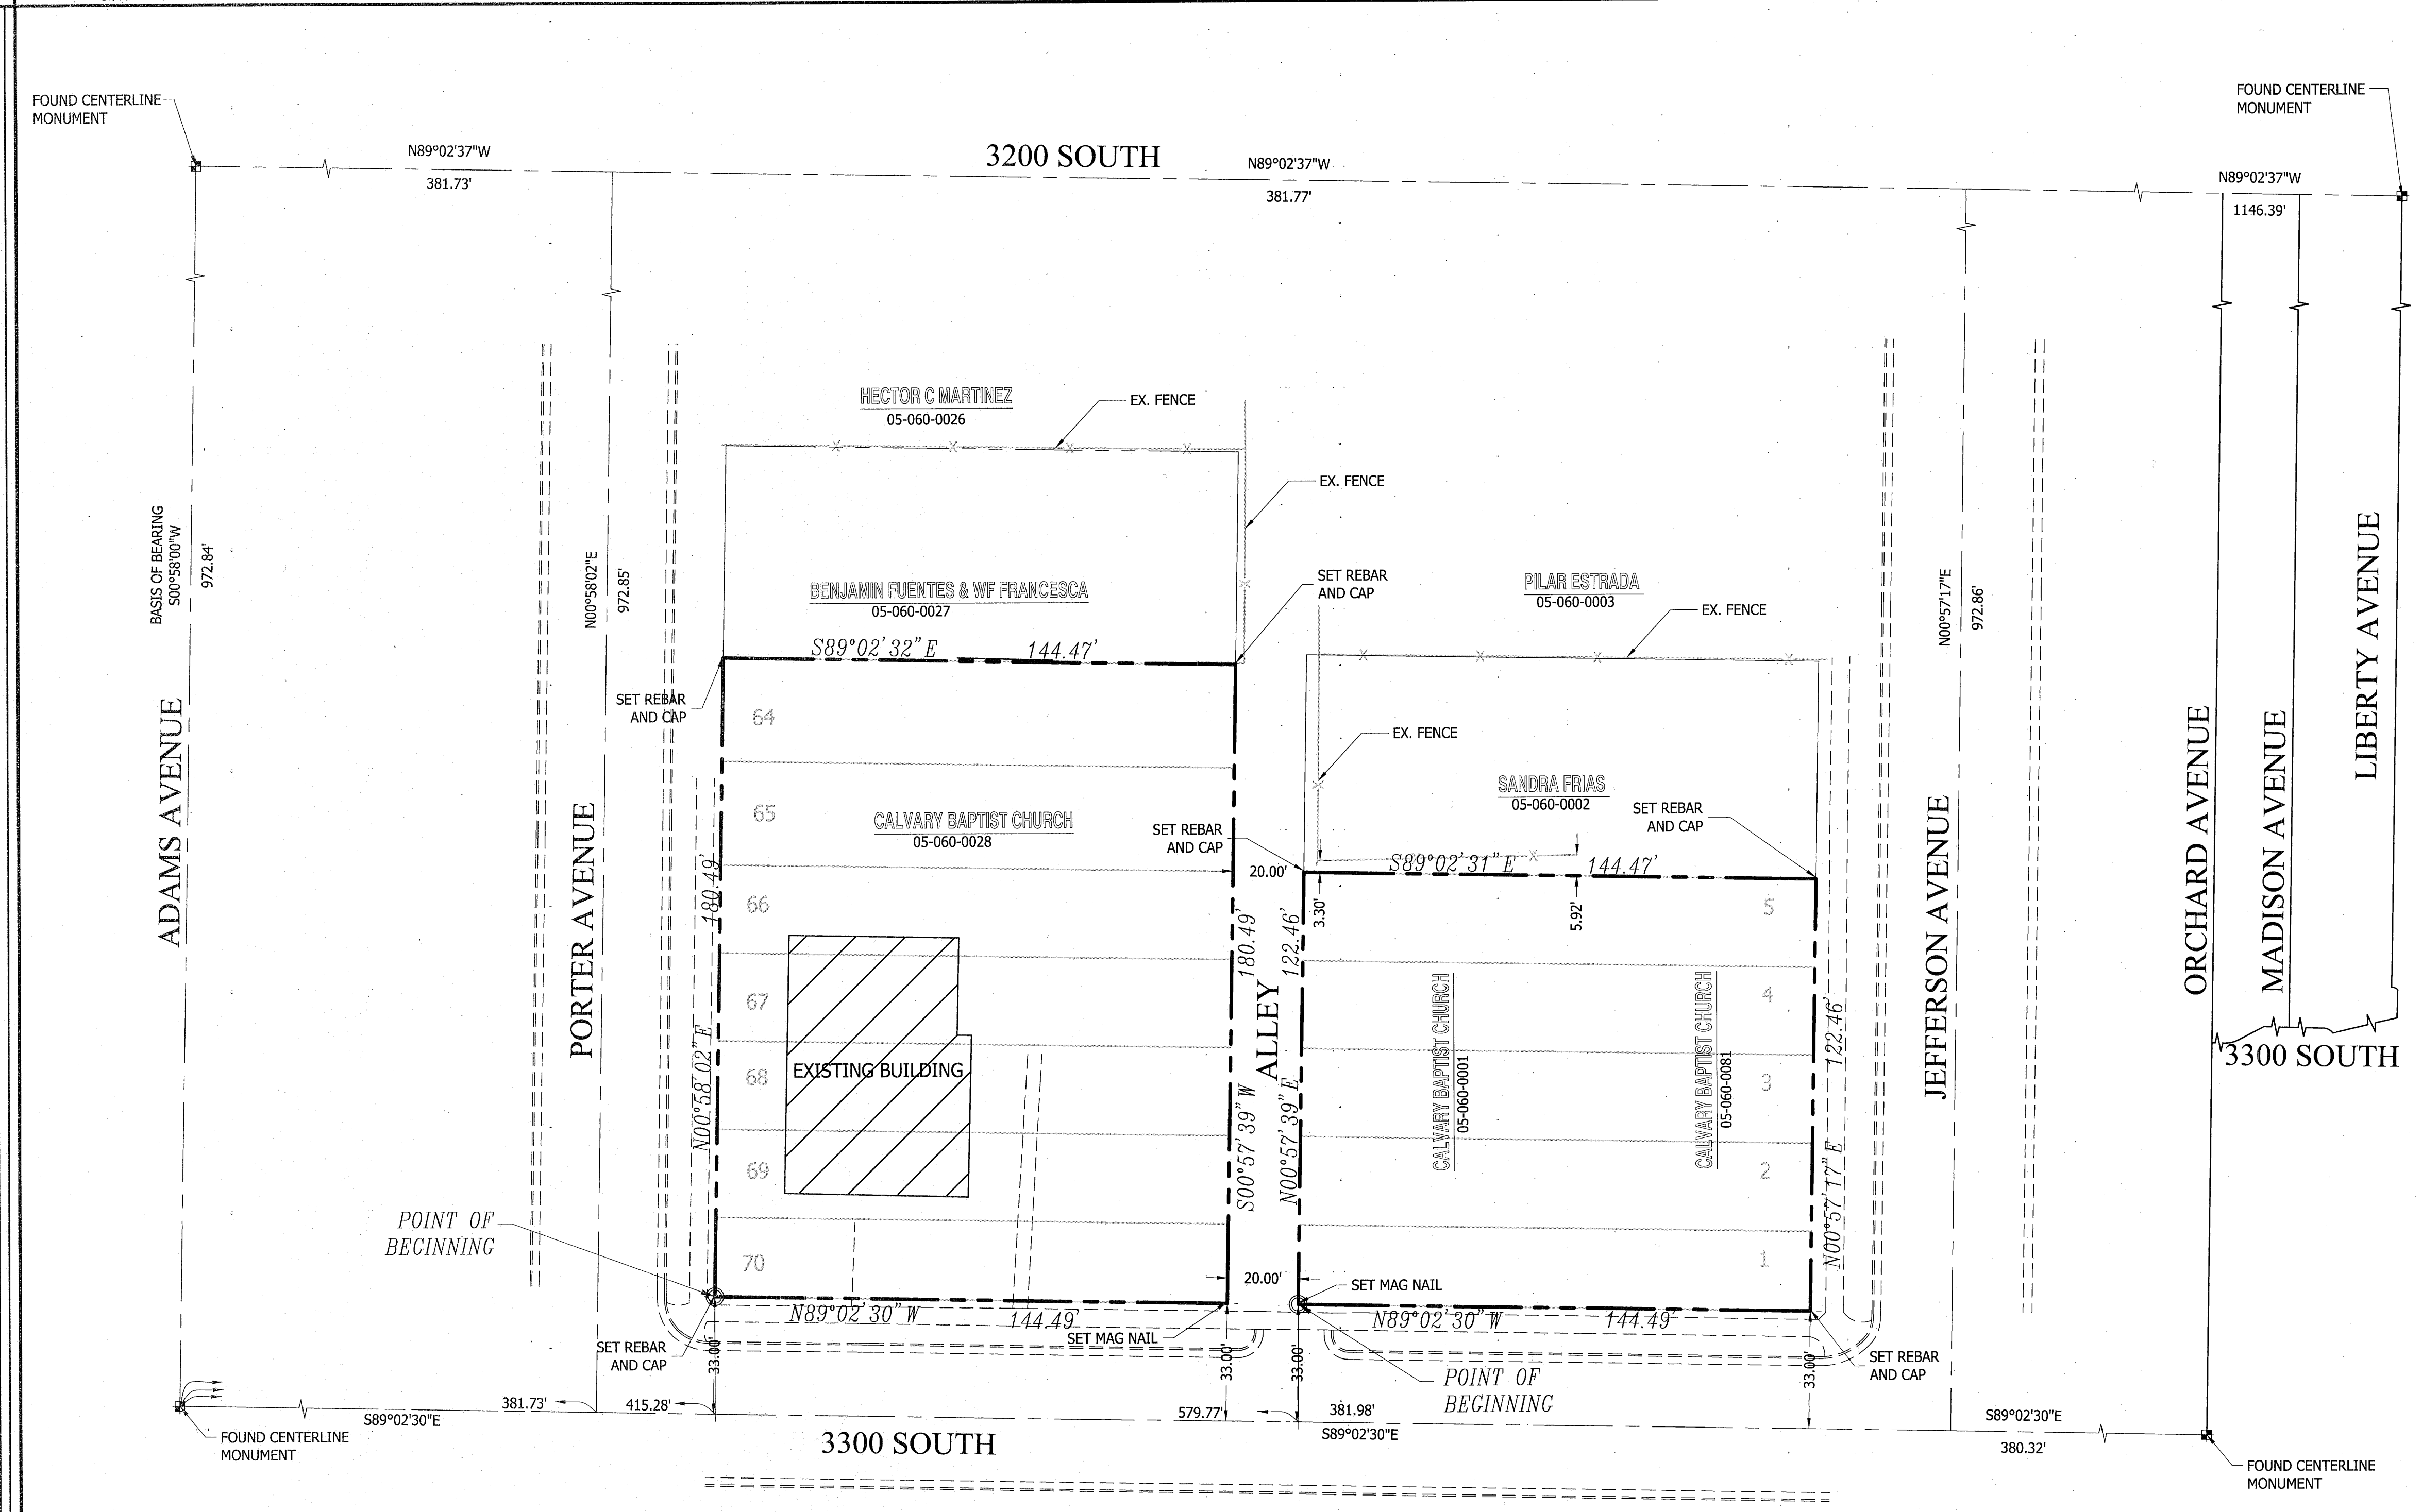 FOUND CENTERLINE
MONUMENT
FOUND CENTERLINE
MONUMENT
N89°02'37"W
381.73'
3200 SOUTH
N89°02'37"W
381.77'
N89°02'37"W
1146.39'
HECTOR C MARTINEZ
05-060-0026
EX. FENCE
EX. FENCE
BASIS OF BEARING
S00°58'00"W
972.84'
N00°58'02"E
972.85'
BENJAMIN FUENTES & WF FRANCESCA
05-060-0027
SET REBAR
AND CAP
PILAR ESTRADA
05-060-0003
EX. FENCE
N00°57'17"E
972.86'
S89°02'32"E
144.47'
SET REBAR
AND CAP
64
EX. FENCE
65
CALVARY BAPTIST CHURCH
05-060-0028
SET REBAR
AND CAP
SANDRA FRIAS
05-060-0002
SET REBAR
AND CAP
ADAMS AVENUE
PORTER AVENUE
180.49'
N00°58'02"E
20.00'
S89°02'31"E
144.47'
3.30'
5.92'
66
67
68
69
70
EXISTING BUILDING
180.49'
S00°57'39"W
ALLEY
122.46'
N00°57'39"E
CALVARY BAPTIST CHURCH
05-060-0001
CALVARY BAPTIST CHURCH
05-060-0081
5
4
3
2
1
122.46'
N00°57'17"E
JEFFERSON AVENUE
ORCHARD AVENUE
MADISON AVENUE
LIBERTY AVENUE
3300 SOUTH
POINT OF
BEGINNING
20.00'
SET MAG NAIL
N89°02'30"W
144.49'
SET MAG NAIL
N89°02'30"W
144.49'
SET REBAR
AND CAP
33.00'
33.00'
33.00'
33.00'
POINT OF
BEGINNING
SET REBAR
AND CAP
S89°02'30"E
381.73'
415.28'
579.77'
381.98'
S89°02'30"E
S89°02'30"E
380.32'
FOUND CENTERLINE
MONUMENT
3300 SOUTH
FOUND CENTERLINE
MONUMENT